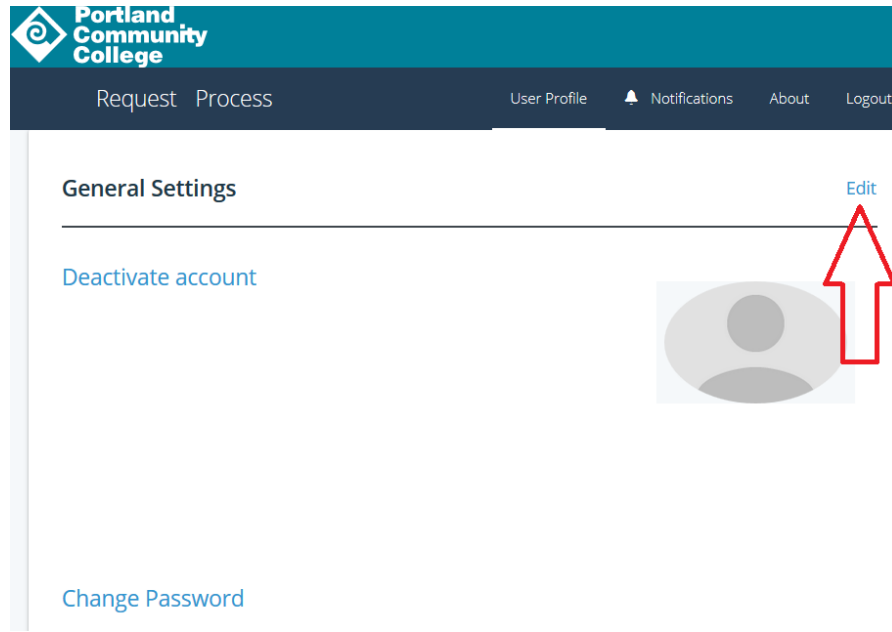 Portland
Community
College
Request Process
User Profile
Notifications
About
Logout
General Settings
Edit
Deactivate account
Change Password